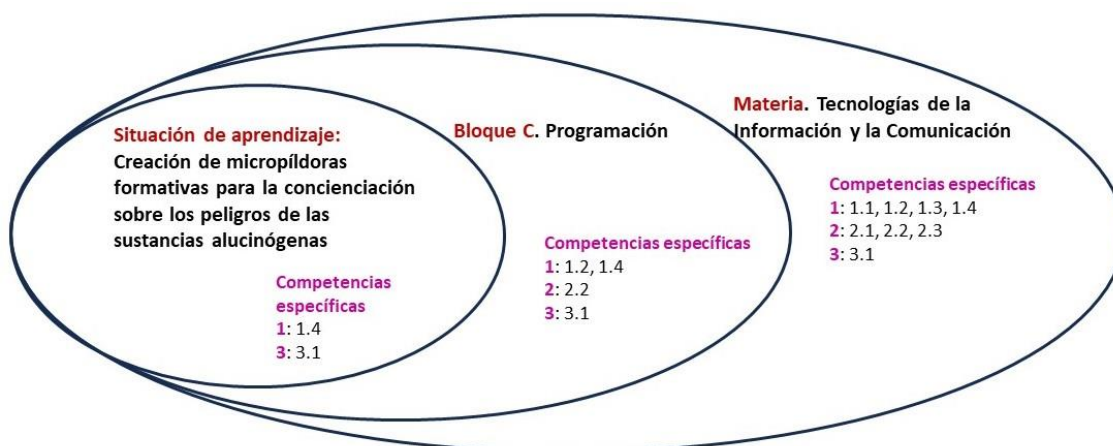 Situación de aprendizaje:
Creación de micropíldoras
formativas para la concienciación
sobre los peligros de las
sustancias alucinógenas
Competencias
específicas
1: 1.4
3: 3.1
Bloque C. Programación
Competencias específicas
1: 1.2, 1.4
2: 2.2
3: 3.1
Materia. Tecnologías de la
Información y la Comunicación
Competencias específicas
1: 1.1, 1.2, 1.3, 1.4
2: 2.1, 2.2, 2.3
3: 3.1